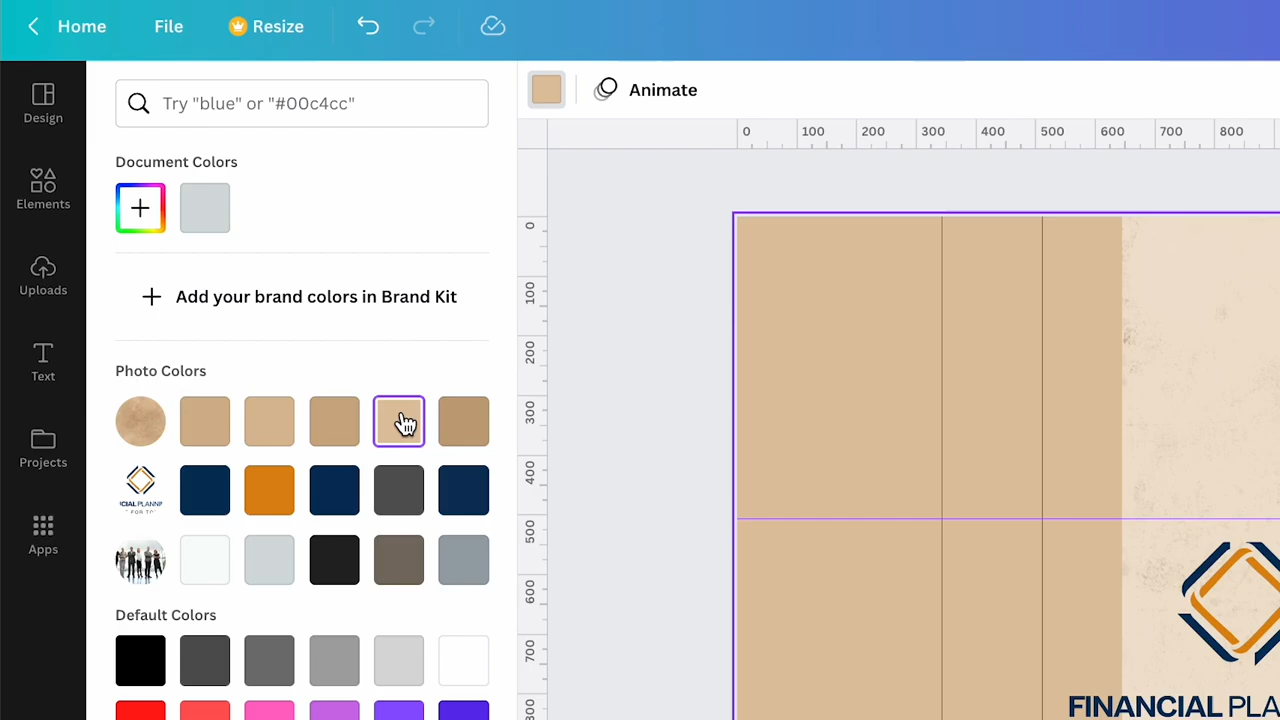 Home File Resize
Design
Elements
Uploads
Text
Projects
Apps
Try "blue" or "#00c4cc"
Document Colors
+ Add your brand colors in Brand Kit
Photo Colors
CIAL PLANN
Default Colors
Animate
0 100 200 300 400 500 600 700 800
0
100
200
300
400
500
600
700
FINANCIAL PLA